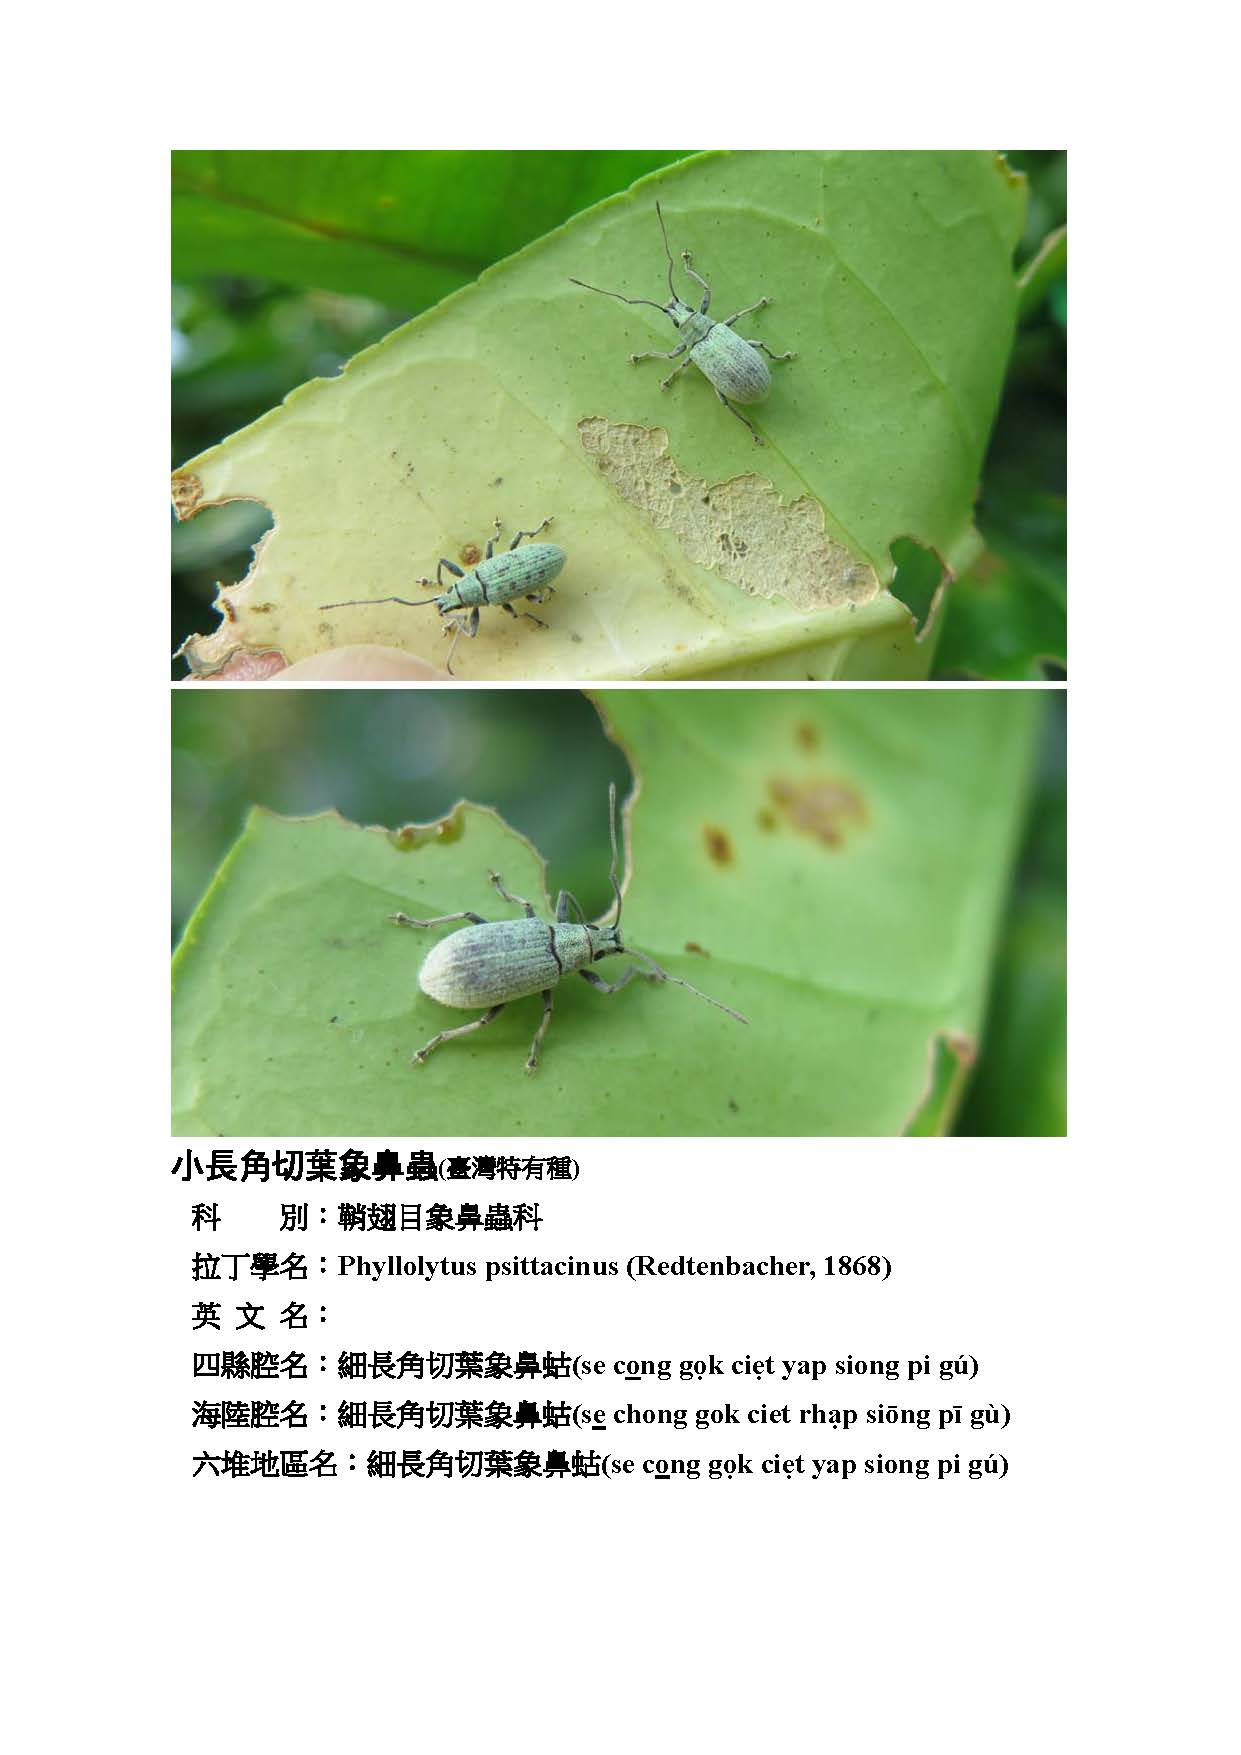 小長角切葉象鼻蟲(臺灣特有種)
科　　別：鞘翅目象鼻蟲科
拉丁學名：Phyllolytus psittacinus (Redtenbacher, 1868)
英 文 名：
四縣腔名：細長角切葉象鼻蛄(se co̲ng gọk ciẹt yap siong pi gú)
海陸腔名：細長角切葉象鼻蛄(se̲ chong gok ciet rhạp siōng pī gù)
六堆地區名：細長角切葉象鼻蛄(se co̲ng gọk ciẹt yap siong pi gú)